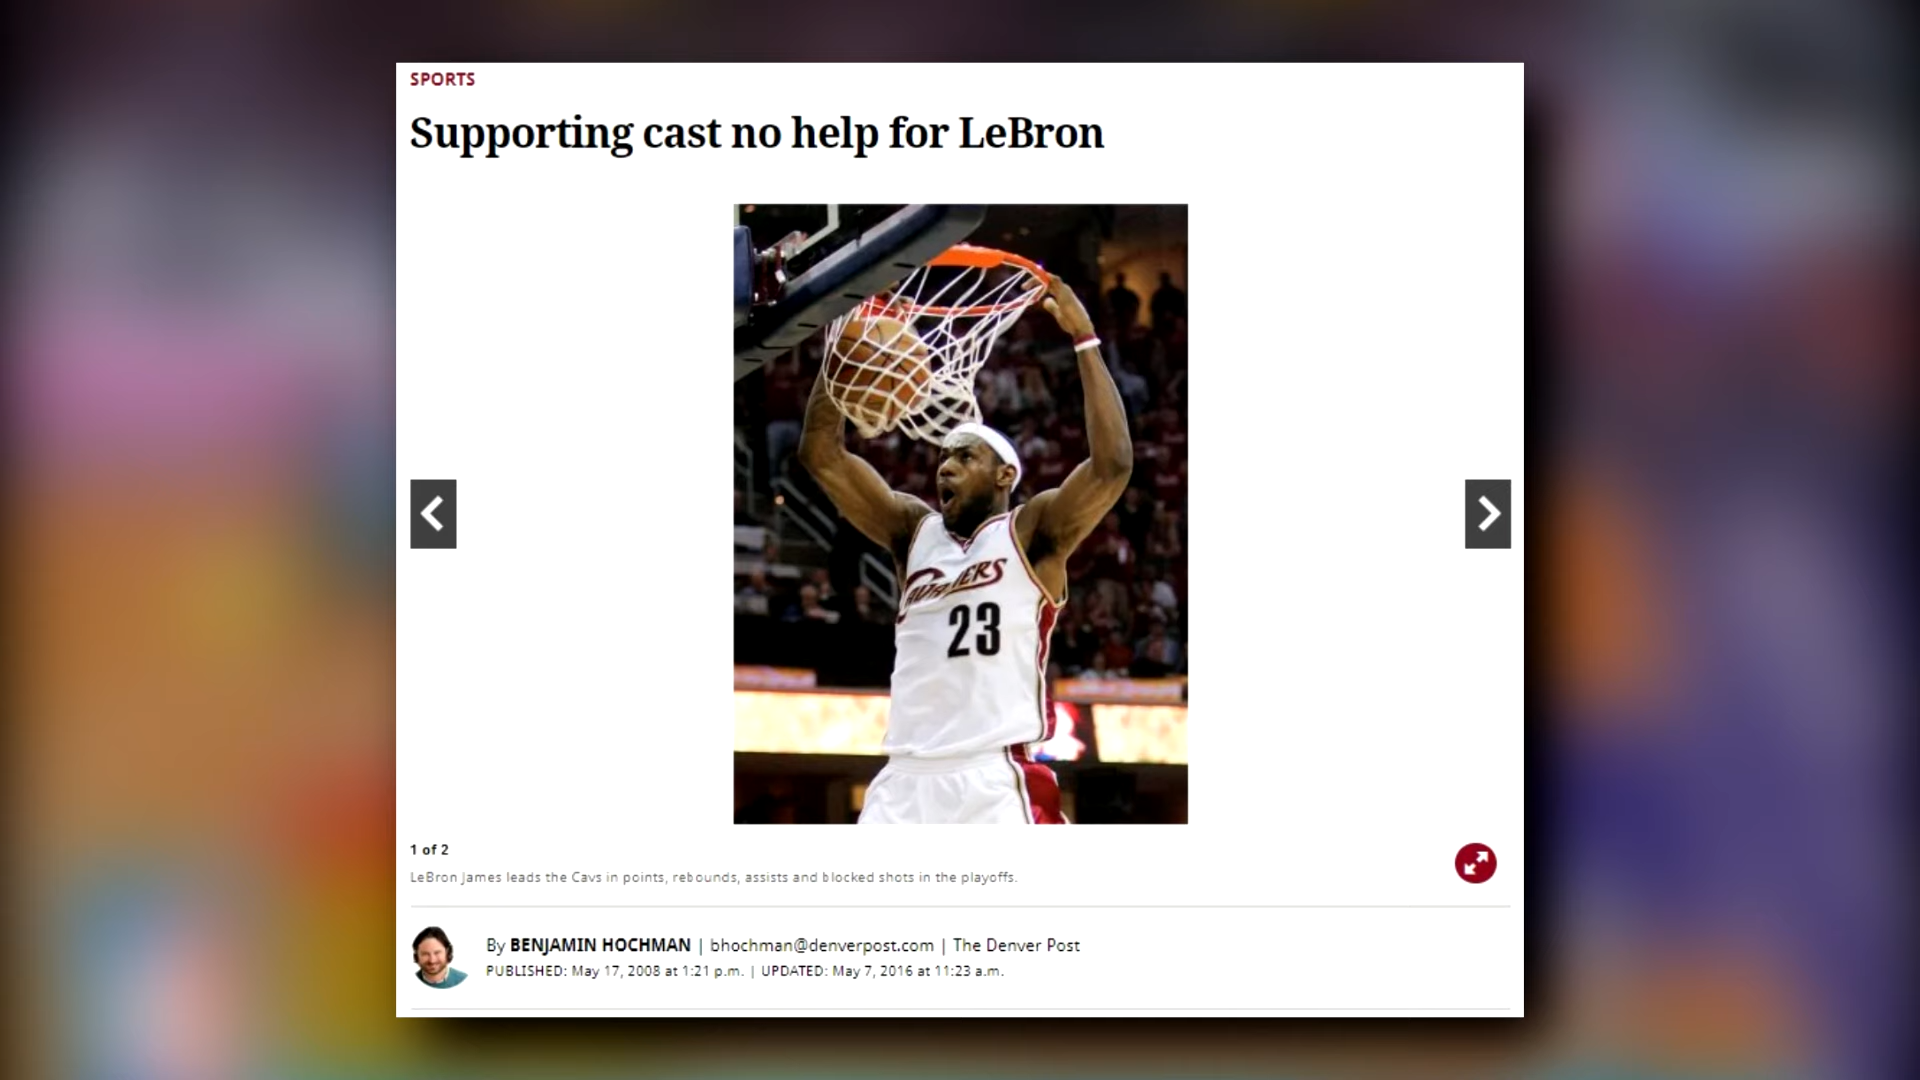 SPORTS
Supporting cast no help for LeBron
CAVALIERS
23
1 of 2
LeBron James leads the Cavs in points, rebounds, assists and blocked shots in the playoffs.
By BENJAMIN HOCHMAN | bhochman@denverpost.com | The Denver Post
PUBLISHED: May 17, 2008 at 1:21 p.m. | UPDATED: May 7, 2016 at 11:23 a.m.